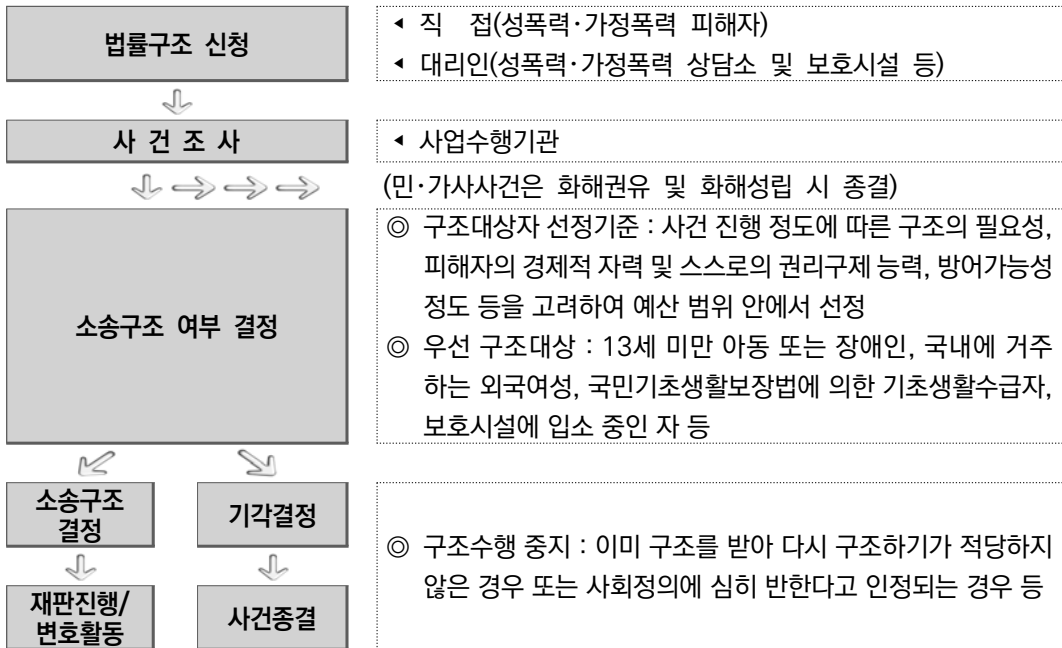 법률구조 신청
◀ 직 접(성폭력·가정폭력 피해자)
◀ 대리인(성폭력·가정폭력 상담소 및 보호시설 등)
사 건 조 사
◀ 사업수행기관
(민·가사사건은 화해권유 및 화해성립 시 종결)
소송구조 여부 결정
◎ 구조대상자 선정기준 : 사건 진행 정도에 따른 구조의 필요성,
피해자의 경제적 자력 및 스스로의 권리구제 능력, 방어가능성
정도 등을 고려하여 예산 범위 안에서 선정
◎ 우선 구조대상 : 13세 미만 아동 또는 장애인, 국내에 거주
하는 외국여성, 국민기초생활보장법에 의한 기초생활수급자,
보호시설에 입소 중인 자 등
소송구조
결정
기각결정
◎ 구조수행 중지 : 이미 구조를 받아 다시 구조하기가 적당하지
않은 경우 또는 사회정의에 심히 반한다고 인정되는 경우 등
재판진행/
변호활동
사건종결